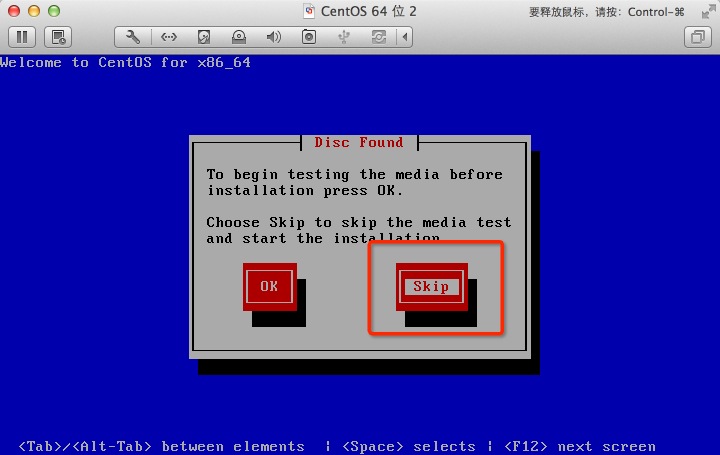 CentOS 64 位 2
要释放鼠标，请按：Control-⌘
Welcome to CentOS for x86_64
Disc Found
To begin testing the media before
installation press OK.
Choose Skip to skip the media test
and start the installation.
OK
Skip
<Tab>/<Alt-Tab> between elements | <Space> selects | <F12> next screen